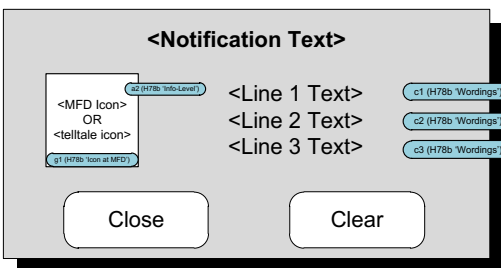 <Notification Text>
a2 (H78b 'Info-Level')
<MFD Icon>
OR
<telltale icon>
g1 (H78b 'Icon at MFD')
<Line 1 Text>
c1 (H78b 'Wordings')
<Line 2 Text>
c2 (H78b 'Wordings')
<Line 3 Text>
c3 (H78b 'Wordings')
Close
Clear